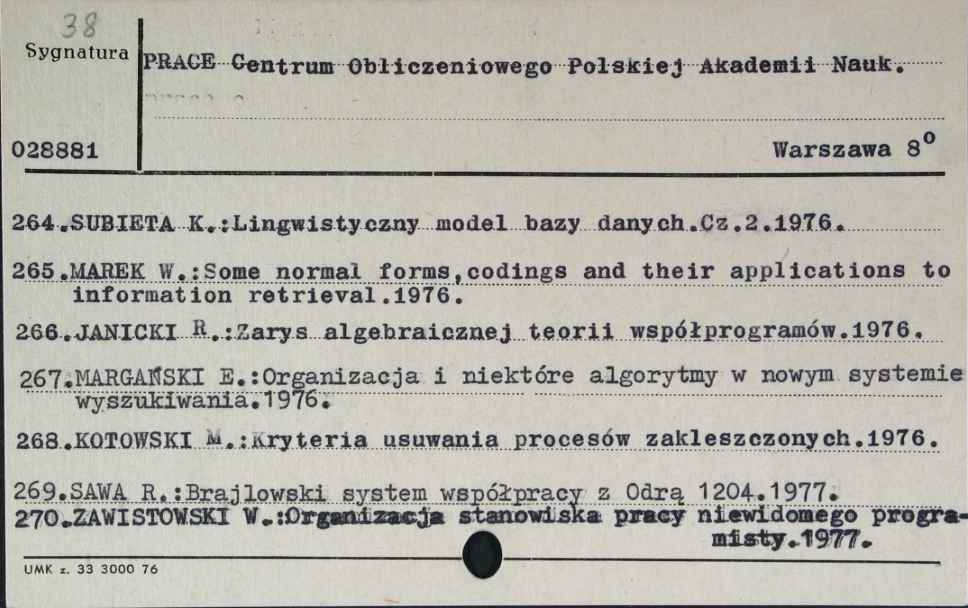 38
Sygnatura
PRACE Centrum Obliczeniowego Polskiej Akademii Nauk.
028881
Warszawa 8º
264.SUBIETA K.:Lingwistyczny model bazy danych.Cz.2.1976.
265.MAREK W.:Some normal forms,codings and their applications to
information retrieval.1976.
266.JANICKI R.:Zarys algebraicznej teorii współprogramów.1976.
267.MARGAŃSKI E.:Organizacja i niektóre algorytmy w nowym systemie
wyszukiwania.1976.
268.KOTOWSKI M.:Kryteria usuwania procesów zakleszczonych.1976.
269.SAWA R.:Brajlowski system współpracy z Odrą 1204.1977.
270.ZAWISTOWSKI W.:Organizacja stanowiska pracy niewidomego progra-
misty.1977.
UMK z. 33 3000 76